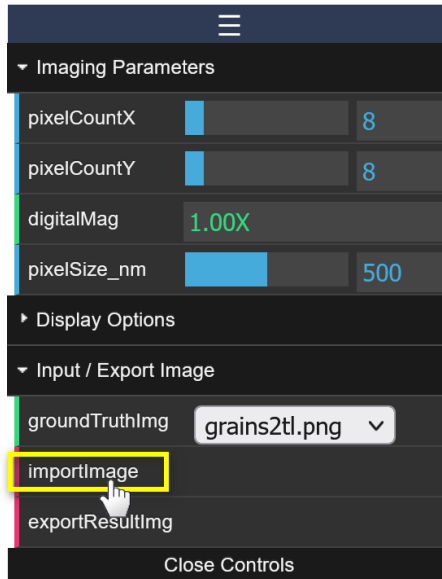 Imaging Parameters
pixelCountX 8
pixelCountY 8
digitalMag 1.00X
pixelSize_nm 500
Display Options
Input / Export Image
groundTruthImg grains2tl.png
importImage
exportResultImg
Close Controls